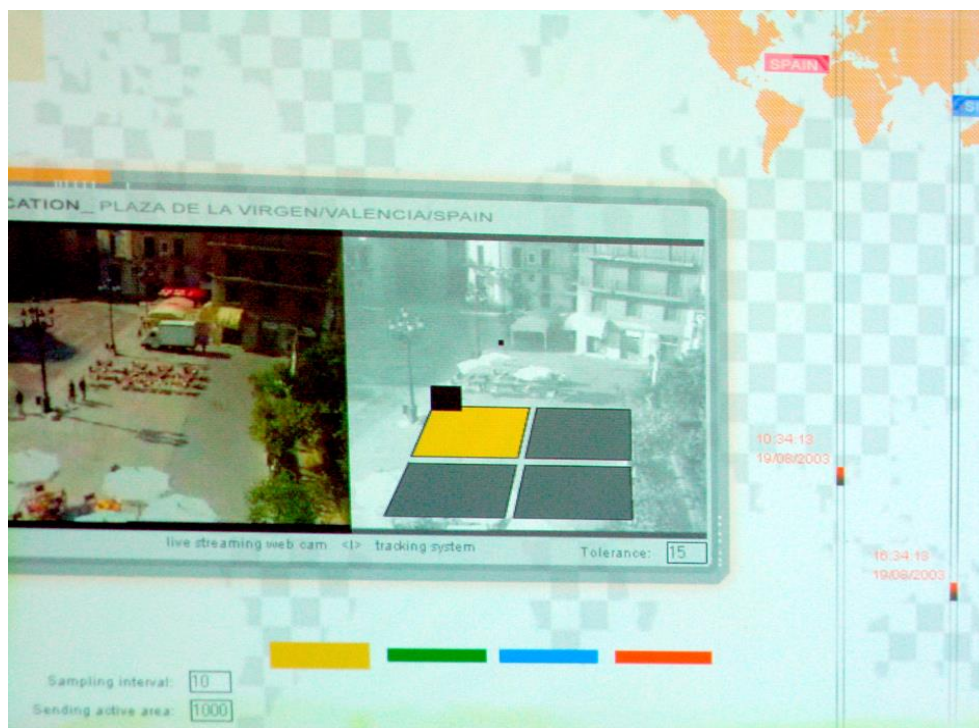 SPAIN
CATION_ PLAZA DE LA VIRGEN/VALENCIA/SPAIN
10:34:13
19/08/2003
live streaming web cam <I> tracking system
Tolerance: 15
16:34:13
19/08/2003
Sampling interval: 10
Sending active area: 1000